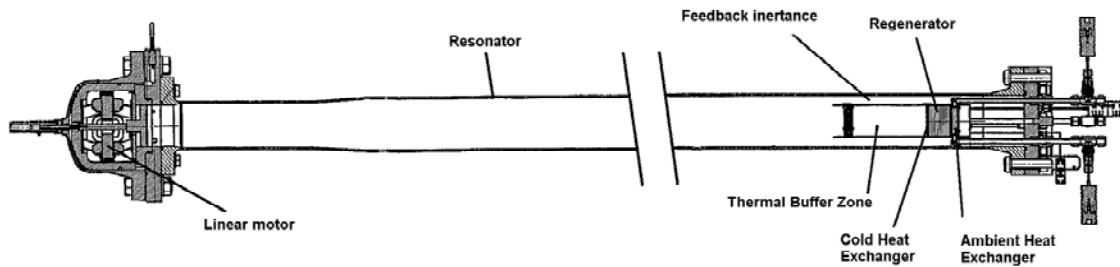 Feedback inertance
Regenerator
Resonator
Thermal Buffer Zone
Linear motor
Cold Heat
Exchanger
Ambient Heat
Exchanger